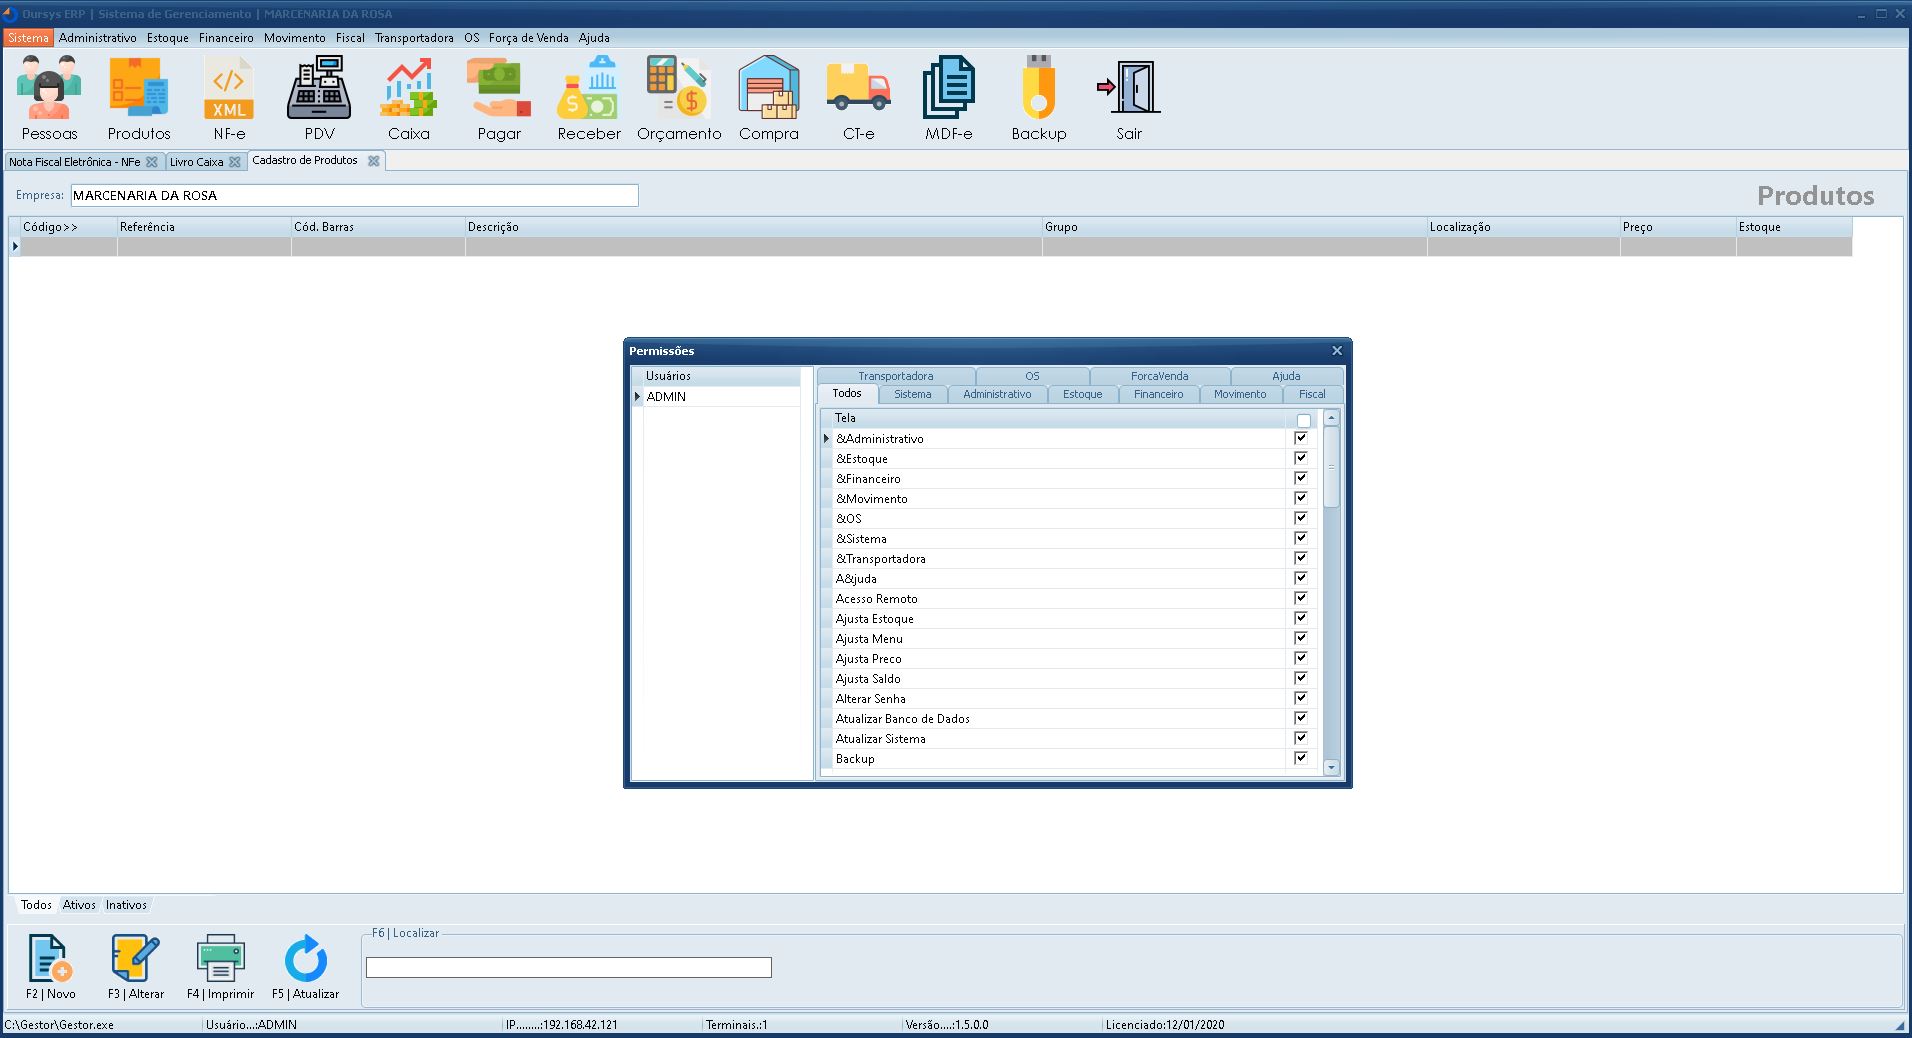 Oursys ERP | Sistema de Gerenciamento | MARCENARIA DA ROSA
Sistema Administrativo Estoque Financeiro Movimento Fiscal Transportadora OS Força de Venda Ajuda
XML
Pessoas Produtos NF-e PDV Caixa Pagar Receber Orçamento Compra CT-e MDF-e Backup Sair
Nota Fiscal Eletrônica - NFe Livro Caixa Cadastro de Produtos
Empresa: MARCENARIA DA ROSA Produtos
Código>> Referência Cód. Barras Descrição Grupo Localização Preço Estoque
Permissões
Usuários
ADMIN
Transportadora OS ForcaVenda Ajuda
Todos Sistema Administrativo Estoque Financeiro Movimento Fiscal
Tela
&Administrativo
&Estoque
&Financeiro
&Movimento
&OS
&Sistema
&Transportadora
A&juda
Acesso Remoto
Ajusta Estoque
Ajusta Menu
Ajusta Preco
Ajusta Saldo
Alterar Senha
Atualizar Banco de Dados
Atualizar Sistema
Backup
Todos Ativos Inativos
F6 | Localizar
F2 | Novo F3 | Alterar F4 | Imprimir F5 | Atualizar
C:\Gestor\Gestor.exe Usuário...:ADMIN IP........:192.168.42.121 Terminais.:1 Versão....:1.5.0.0 Licenciado:12/01/2020